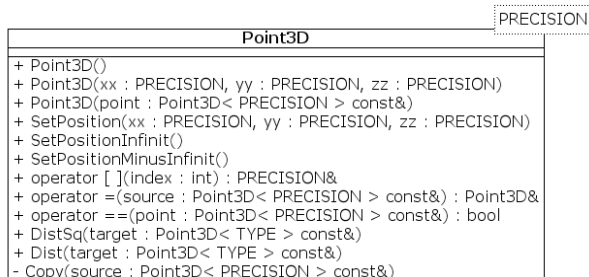 PRECISION
Point3D
+ Point3D()
+ Point3D(xx : PRECISION, yy : PRECISION, zz : PRECISION)
+ Point3D(point : Point3D< PRECISION > const&)
+ SetPosition(xx : PRECISION, yy : PRECISION, zz : PRECISION)
+ SetPositionInfinit()
+ SetPositionMinusInfinit()
+ operator [ ](index : int) : PRECISION&
+ operator =(source : Point3D< PRECISION > const&) : Point3D&
+ operator ==(point : Point3D< PRECISION > const&) : bool
+ DistSq(target : Point3D< TYPE > const&)
+ Dist(target : Point3D< TYPE > const&)
- Copy(source : Point3D< PRECISION > const&)